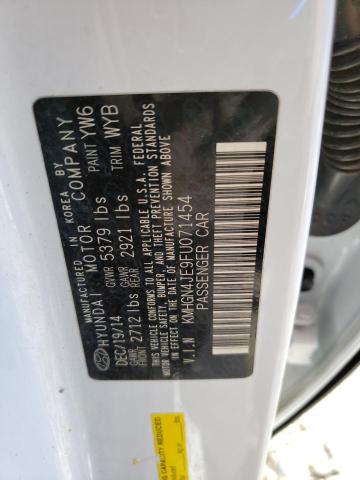 MANUFACTURED IN KOREA BY
HYUNDAI MOTOR COMPANY
DEC/19/14 GVWR 5379 lbs PAINT YW6
GAWR FRONT 2712 lbs GAWR REAR 2921 lbs TRIM WYB
THIS VEHICLE CONFORMS TO ALL APPLICABLE U.S.A. FEDERAL
MOTOR VEHICLE SAFETY, BUMPER, AND THEFT PREVENTION STANDARDS
IN EFFECT ON THE DATE OF MANUFACTURE SHOWN ABOVE.
V.I.N KMHGN4JE9FU071454
PASSENGER CAR
CAPACITY REDUCED